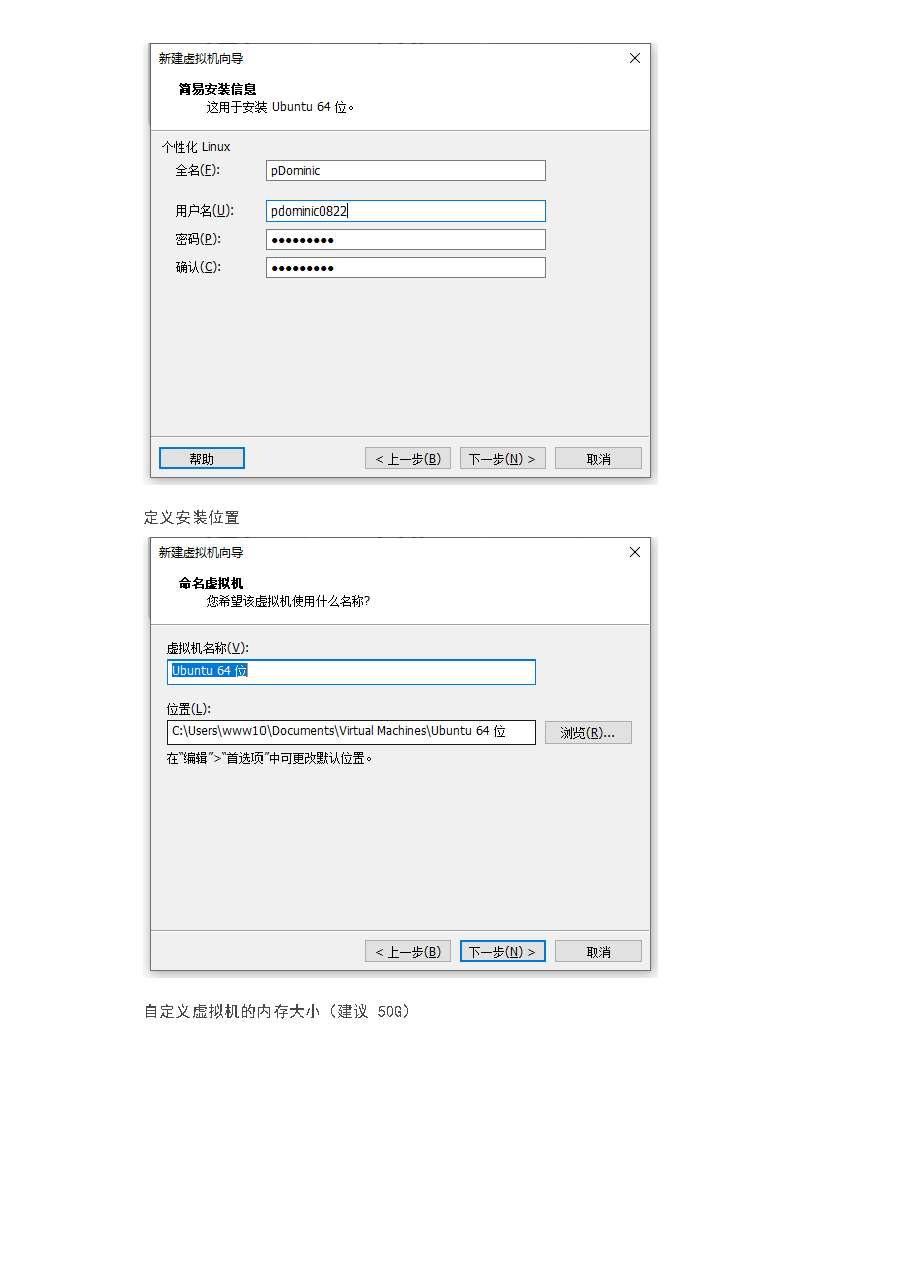 新建虚拟机向导
简易安装信息
这用于安装 Ubuntu 64 位。
个性化 Linux
全名(F): pDominic
用户名(U): pdominic0822
密码(P): ●●●●●●●●●
确认(C): ●●●●●●●●●
帮助 < 上一步(B) 下一步(N) > 取消
定义安装位置
新建虚拟机向导
命名虚拟机
您希望该虚拟机使用什么名称?
虚拟机名称(V):
Ubuntu 64 位
位置(L):
C:\Users\www10\Documents\Virtual Machines\Ubuntu 64 位 浏览(R)...
在“编辑”>“首选项”中可更改默认位置。
< 上一步(B) 下一步(N) > 取消
自定义虚拟机的内存大小（建议 50G）